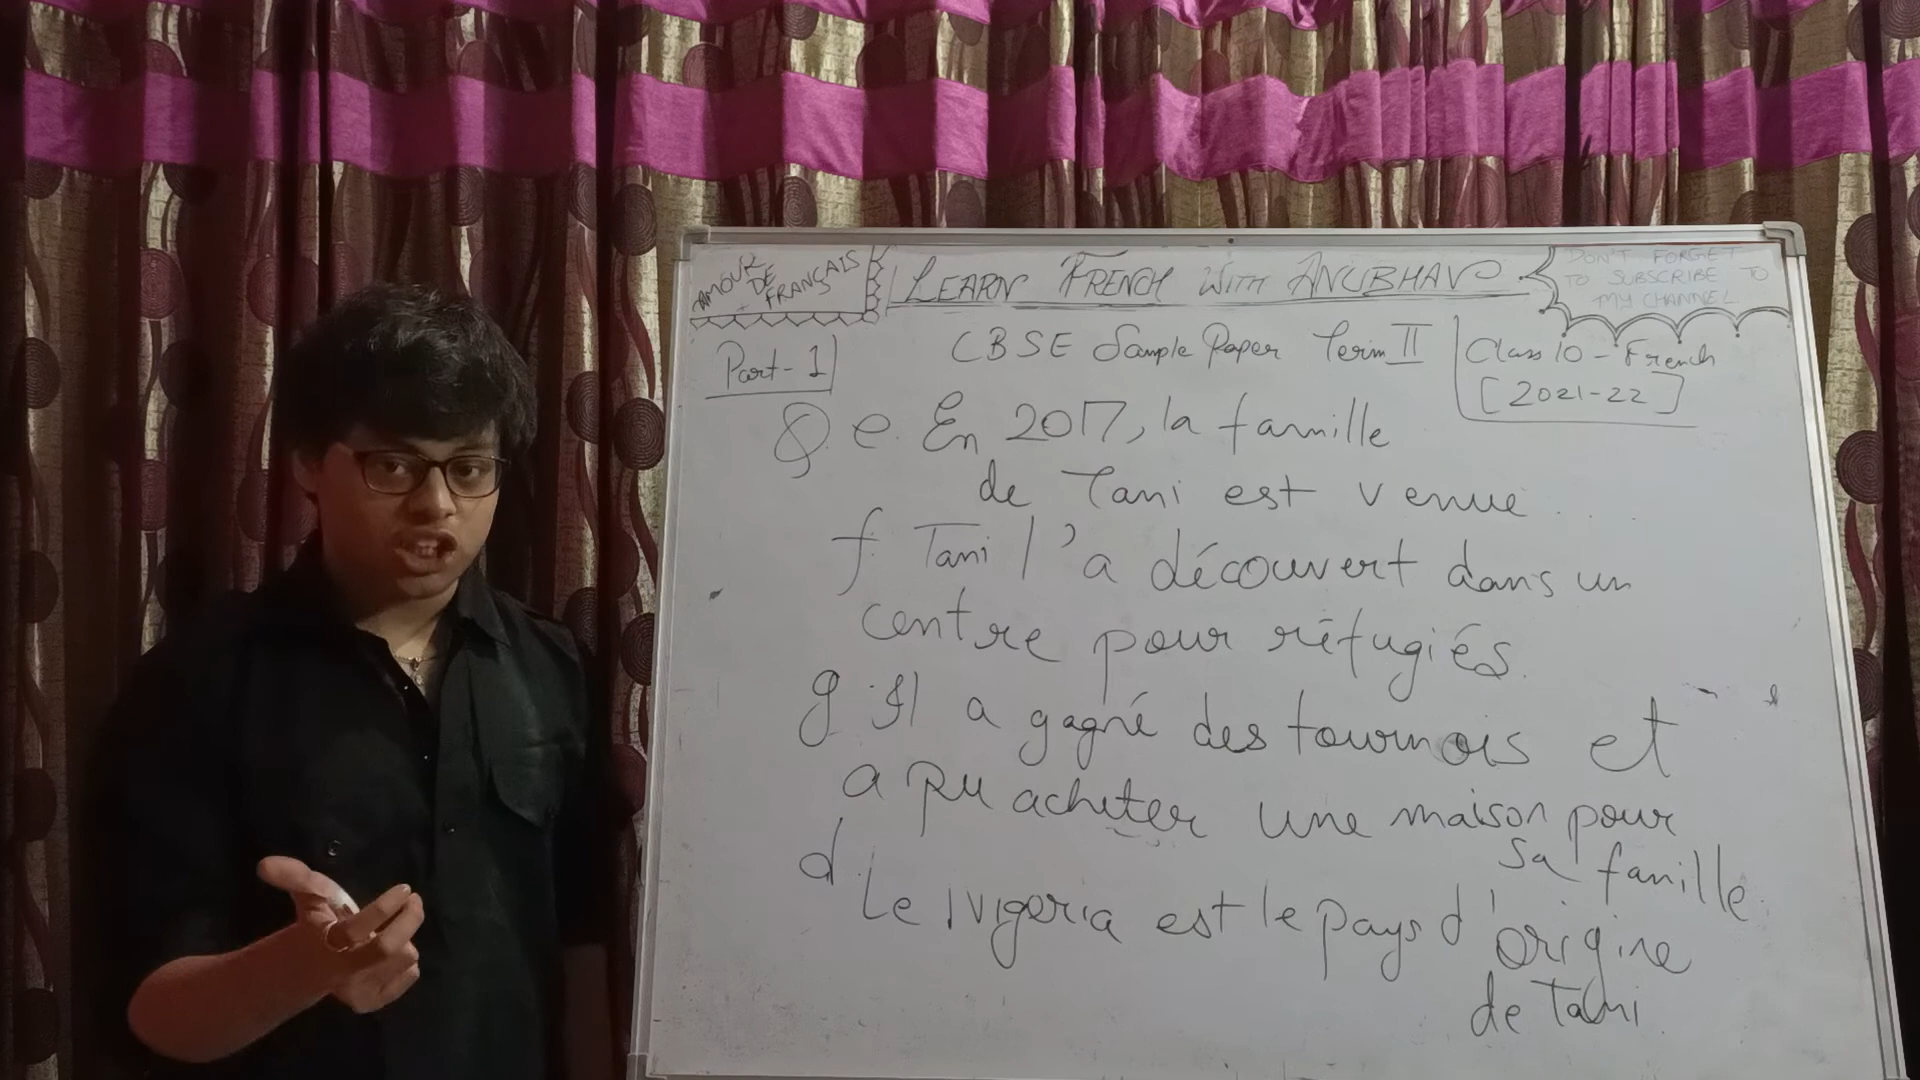 AMOUR
DE
FRANÇAIS
LEARN FRENCH WITH ANUBHAV
DON'T FORGET
TO SUBSCRIBE TO
MY CHANNEL
Part-1
CBSE Sample Paper Term II
Class 10 - French
[2021-22]
Q. e. En 2017, la famille
de Tani est venue....
f. Tani l'a découvert dans un
centre pour réfugiés.
g. Il a gagné des tournois et
a pu acheter une maison pour
sa famille.
d. Le Nigeria est le pays d'origine
de Tani.